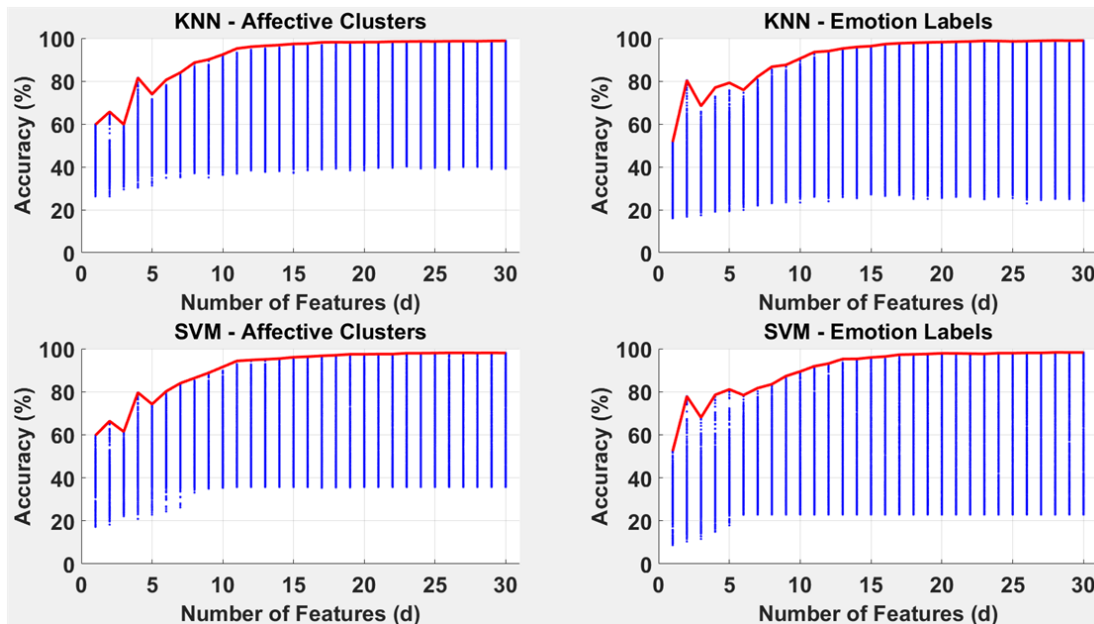 KNN - Affective Clusters
100
80
60
40
20
0
Accuracy (%)
0 5 10 15 20 25 30
Number of Features (d)
KNN - Emotion Labels
100
80
60
40
20
0
Accuracy (%)
0 5 10 15 20 25 30
Number of Features (d)
SVM - Affective Clusters
100
80
60
40
20
0
Accuracy (%)
0 5 10 15 20 25 30
Number of Features (d)
SVM - Emotion Labels
100
80
60
40
20
0
Accuracy (%)
0 5 10 15 20 25 30
Number of Features (d)